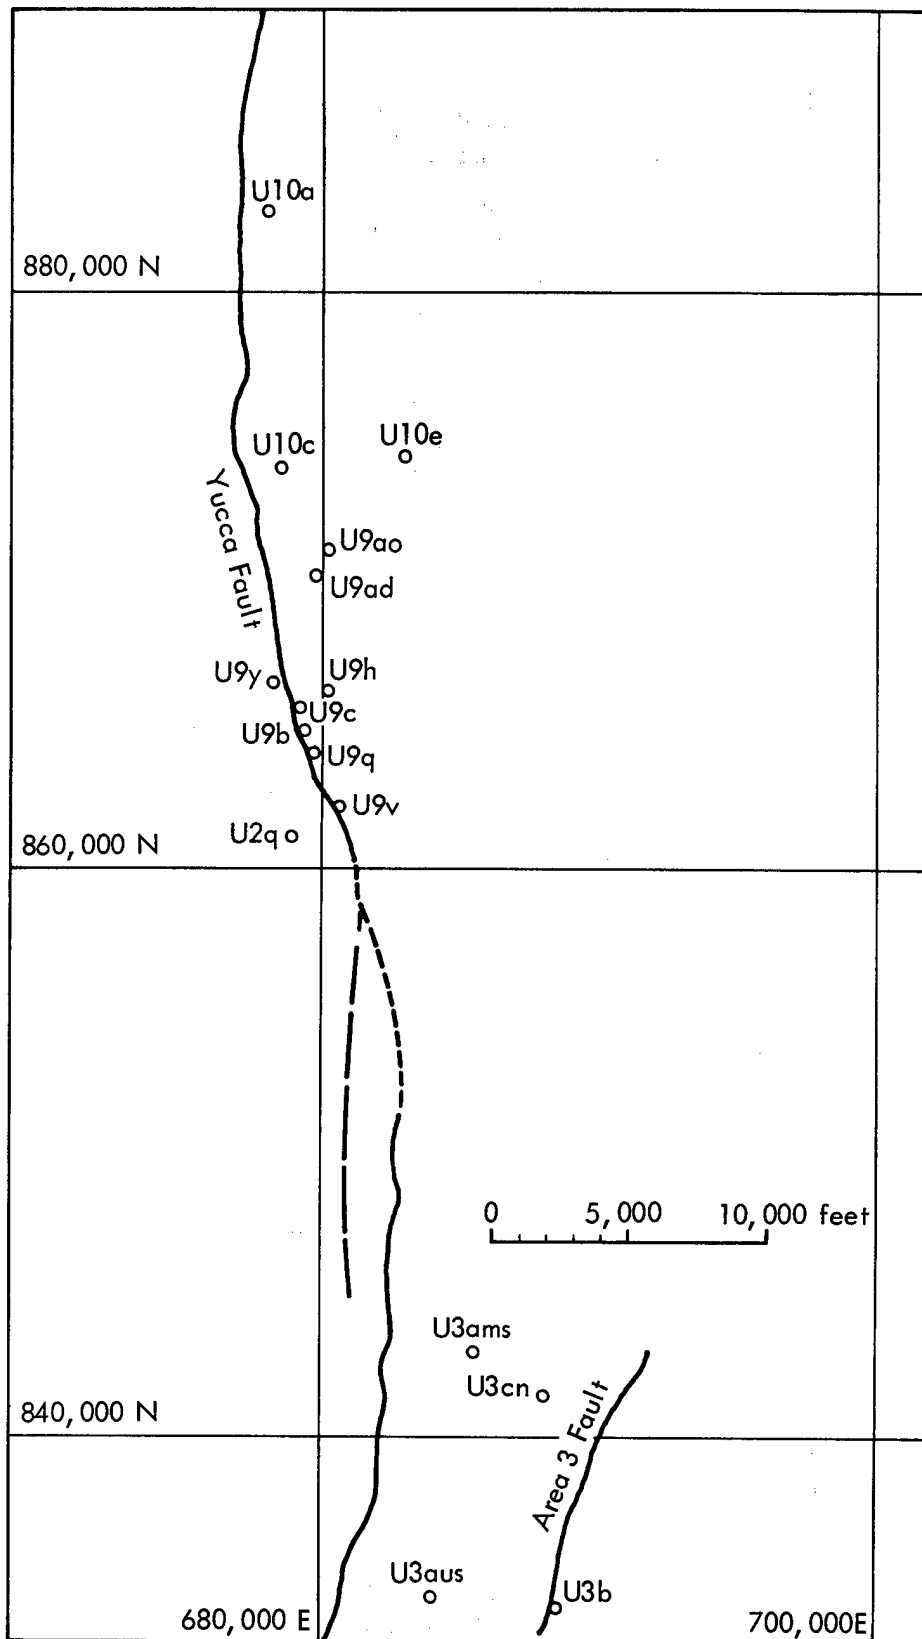 U10a
880,000 N
U10c
U10e
Yucca Fault
U9ao
U9ad
U9y
U9h
U9c
U9b
U9q
U9v
U2q
860,000 N
0 5,000 10,000 feet
U3ams
U3cn
840,000 N
Area 3 Fault
U3aus
U3b
680,000 E
700,000E